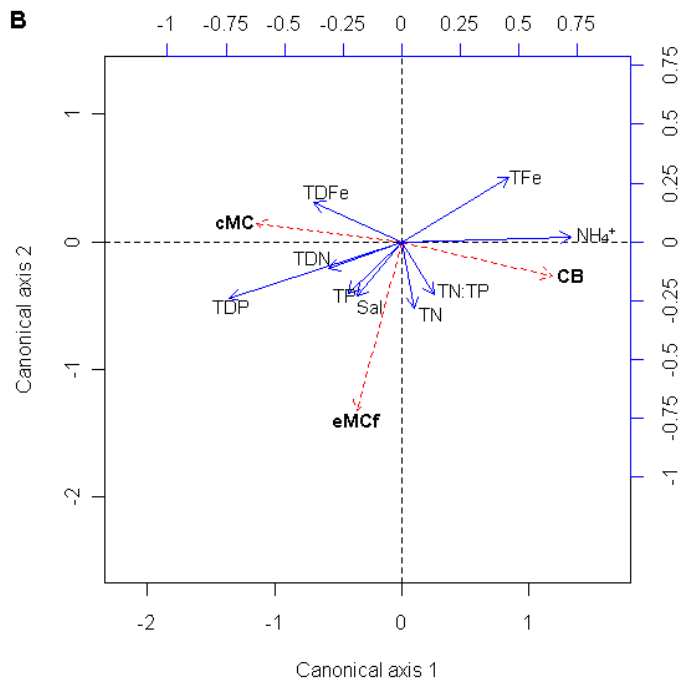 B
-1 -0.75 -0.5 -0.25 0 0.25 0.5 0.75
TFe
TDFe
cMC
NH₄⁺
TDN
CB
TP
TN:TP
TDP
Sal
TN
eMCf
1
0
-1
-2
Canonical axis 2
0.75
0.5
0.25
0
-0.25
-0.5
-0.75
-1
-2 -1 0 1
Canonical axis 1